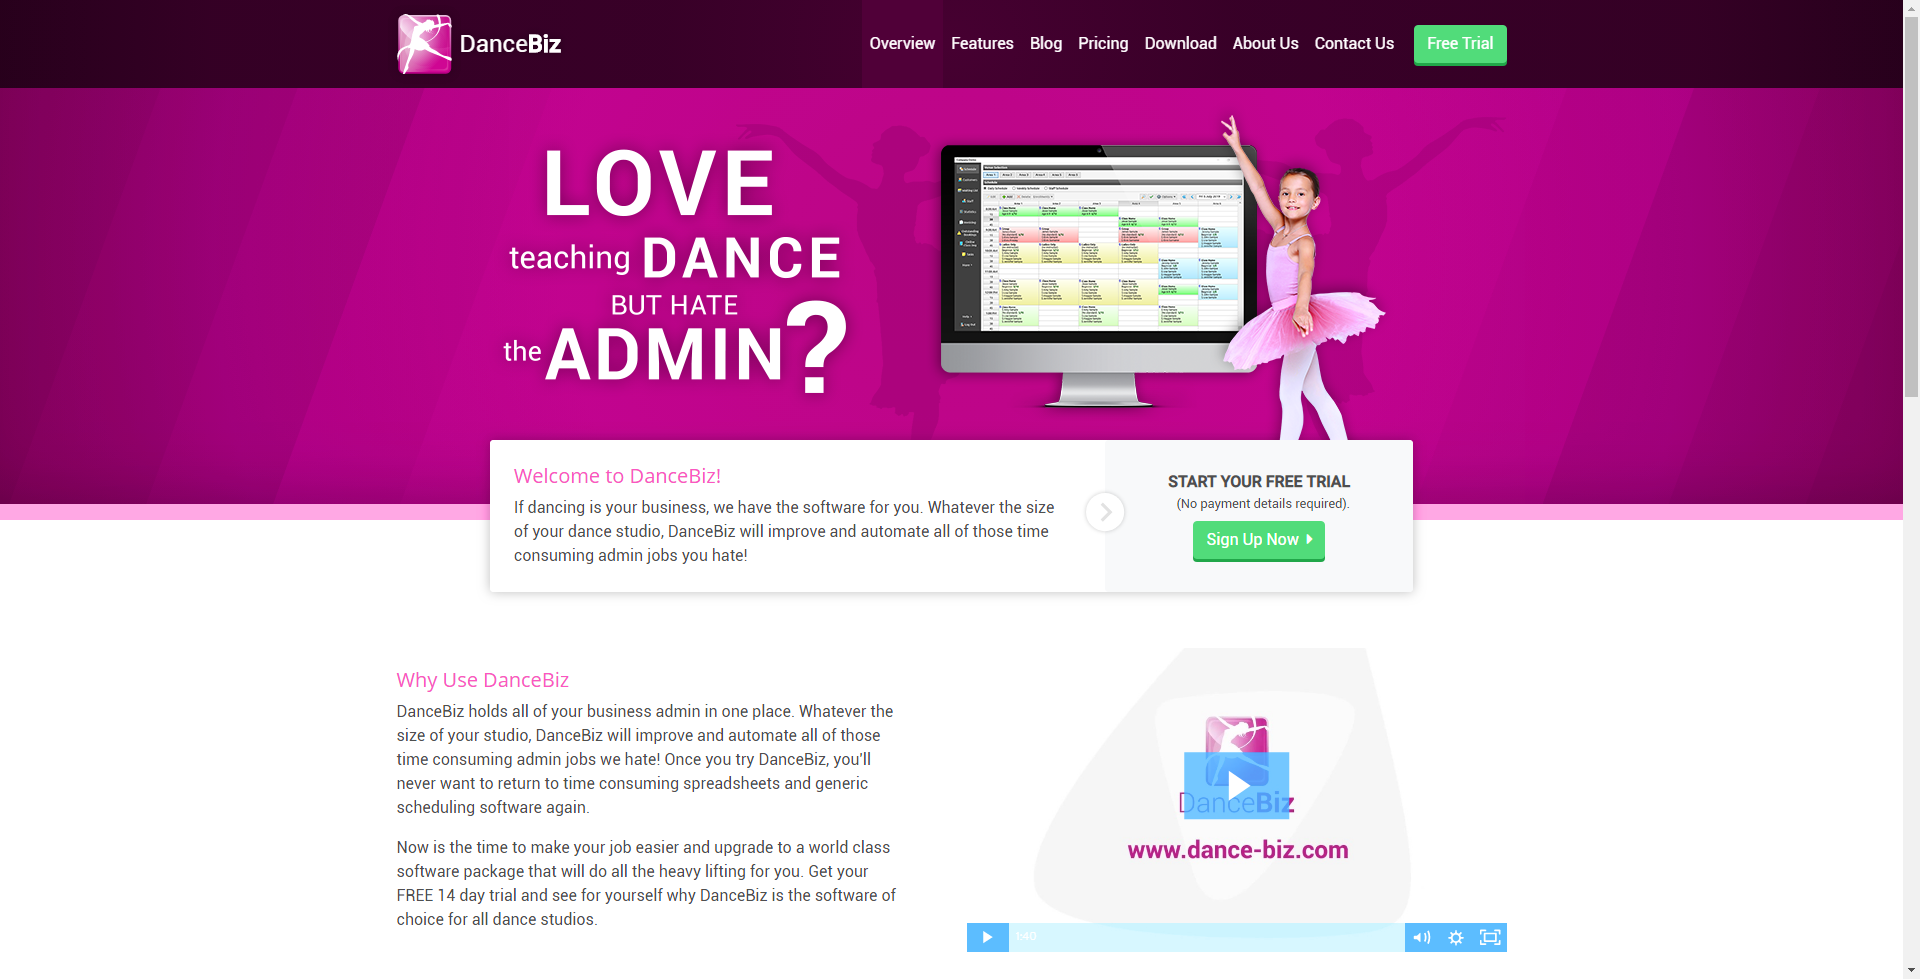 DanceBiz
Overview Features Blog Pricing Download About Us Contact Us Free Trial
LOVE
teaching DANCE
BUT HATE
the ADMIN?
Welcome to DanceBiz!
If dancing is your business, we have the software for you. Whatever the size
of your dance studio, DanceBiz will improve and automate all of those time
consuming admin jobs you hate!
START YOUR FREE TRIAL
(No payment details required).
Sign Up Now
Why Use DanceBiz
DanceBiz holds all of your business admin in one place. Whatever the
size of your studio, DanceBiz will improve and automate all of those
time consuming admin jobs we hate! Once you try DanceBiz, you'll
never want to return to time consuming spreadsheets and generic
scheduling software again.
Now is the time to make your job easier and upgrade to a world class
software package that will do all the heavy lifting for you. Get your
FREE 14 day trial and see for yourself why DanceBiz is the software of
choice for all dance studios.
DanceBiz
www.dance-biz.com
1:40